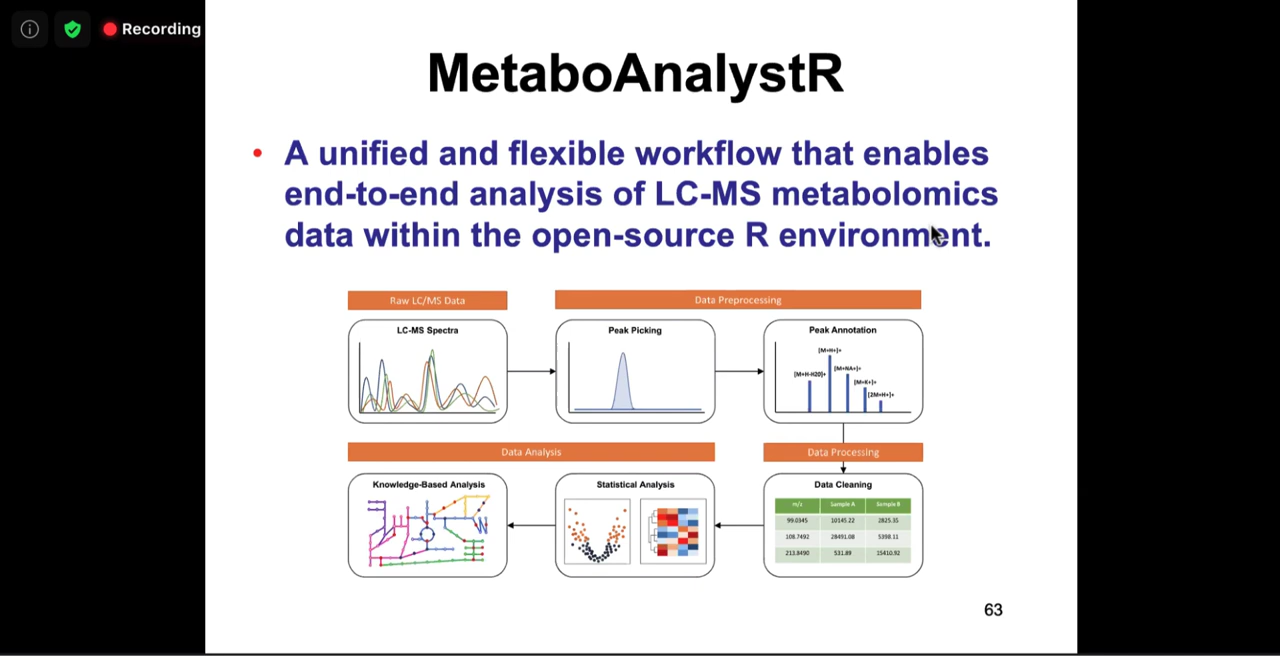 Recording
MetaboAnalystR
• A unified and flexible workflow that enables
end-to-end analysis of LC-MS metabolomics
data within the open-source R environment.
Raw LC/MS Data
Data Preprocessing
LC-MS Spectra
Peak Picking
Peak Annotation
[M+H+]+
[M+H-H20]+
[M+NA+]+
[M+K+]+
[2M+H+]+
Data Analysis
Data Processing
Knowledge-Based Analysis
Statistical Analysis
Data Cleaning
m/z Sample A Sample B
99.0345 10145.22 2825.35
108.7492 28491.08 5398.11
213.8490 531.89 15410.92
63